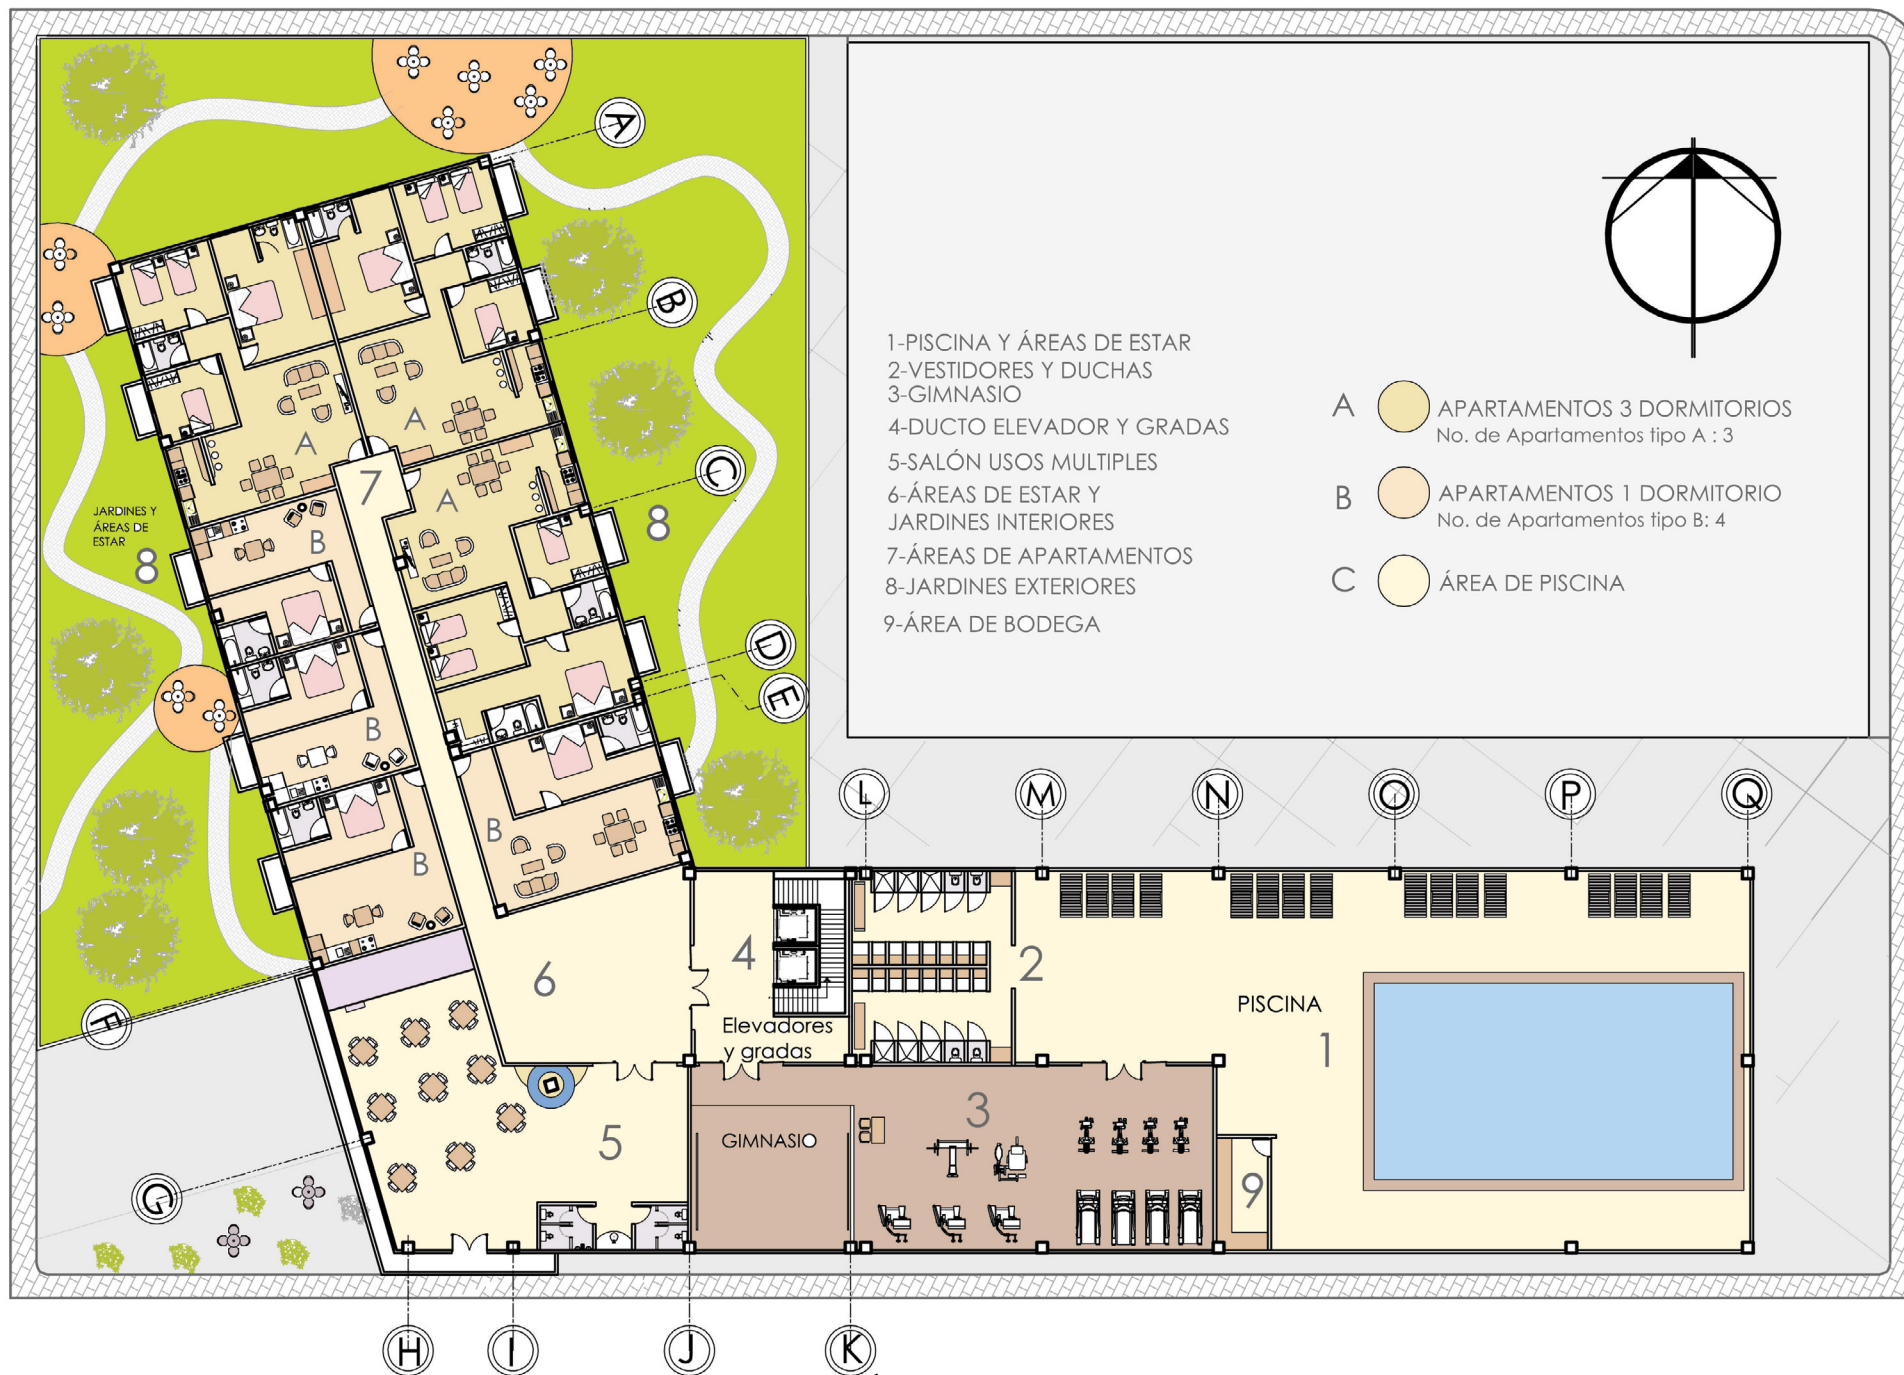 A
B
C
D
E
F
G
H
I
J
K
L
M
N
O
P
Q
1-PISCINA Y ÁREAS DE ESTAR
2-VESTIDORES Y DUCHAS
3-GIMNASIO
4-DUCTO ELEVADOR Y GRADAS
5-SALÓN USOS MULTIPLES
6-ÁREAS DE ESTAR Y
JARDINES INTERIORES
7-ÁREAS DE APARTAMENTOS
8-JARDINES EXTERIORES
9-ÁREA DE BODEGA
A
APARTAMENTOS 3 DORMITORIOS
No. de Apartamentos tipo A : 3
B
APARTAMENTOS 1 DORMITORIO
No. de Apartamentos tipo B: 4
C
ÁREA DE PISCINA
A
A
A
7
JARDINES Y
ÁREAS DE
ESTAR
8
8
B
B
B
B
6
4
Elevadores
y gradas
2
PISCINA
1
3
GIMNASIO
5
9